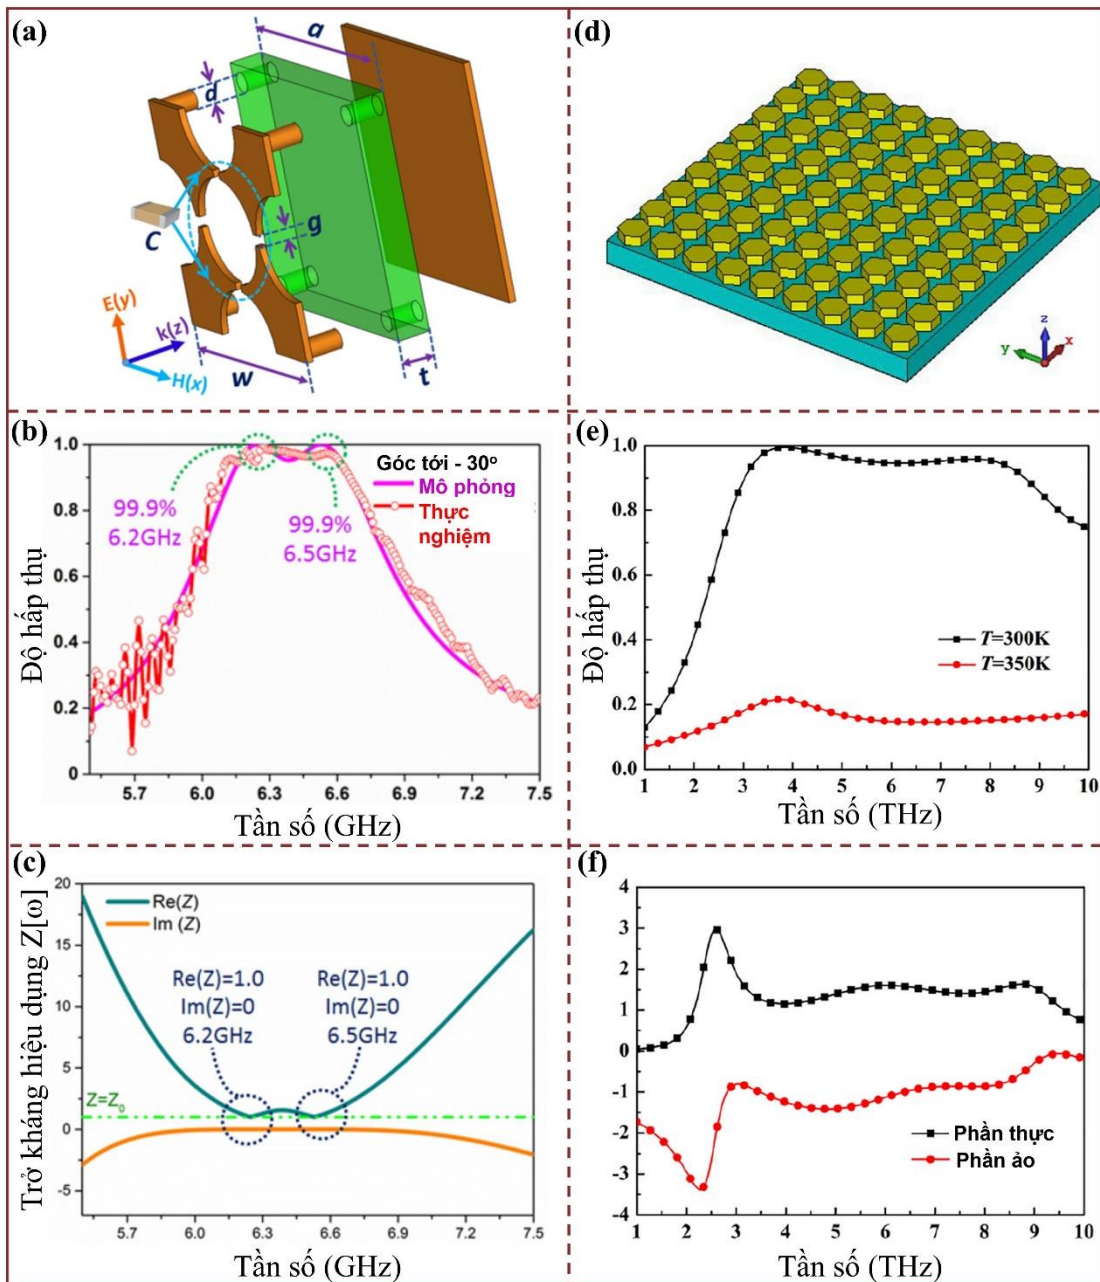 (a)
a
d
g
C
E(y)
k(z)
H(x)
w
t
(d)
z
y
x
(b)
Độ hấp thụ
1.0
0.8
0.6
0.4
0.2
0
Góc tới - 30º
Mô phỏng
Thực
nghiệm
99.9%
6.2GHz
99.9%
6.5GHz
5.7 6.0 6.3 6.6 6.9 7.2 7.5
Tần số (GHz)
(e)
Độ hấp thụ
1.0
0.8
0.6
0.4
0.2
0.0
T=300K
T=350K
1 2 3 4 5 6 7 8 9 10
Tần số (THz)
(c)
Trở kháng hiệu dụng Z[ω]
20
15
10
5
0
-5
Re(Z)
Im (Z)
Re(Z)=1.0
Im(Z)=0
6.2GHz
Re(Z)=1.0
Im(Z)=0
6.5GHz
Z=Z₀
5.7 6.0 6.3 6.6 6.9 7.2 7.5
Tần số (GHz)
(f)
4
3
2
1
0
-1
-2
-3
-4
Phần thực
Phần ảo
1 2 3 4 5 6 7 8 9 10
Tần số (THz)